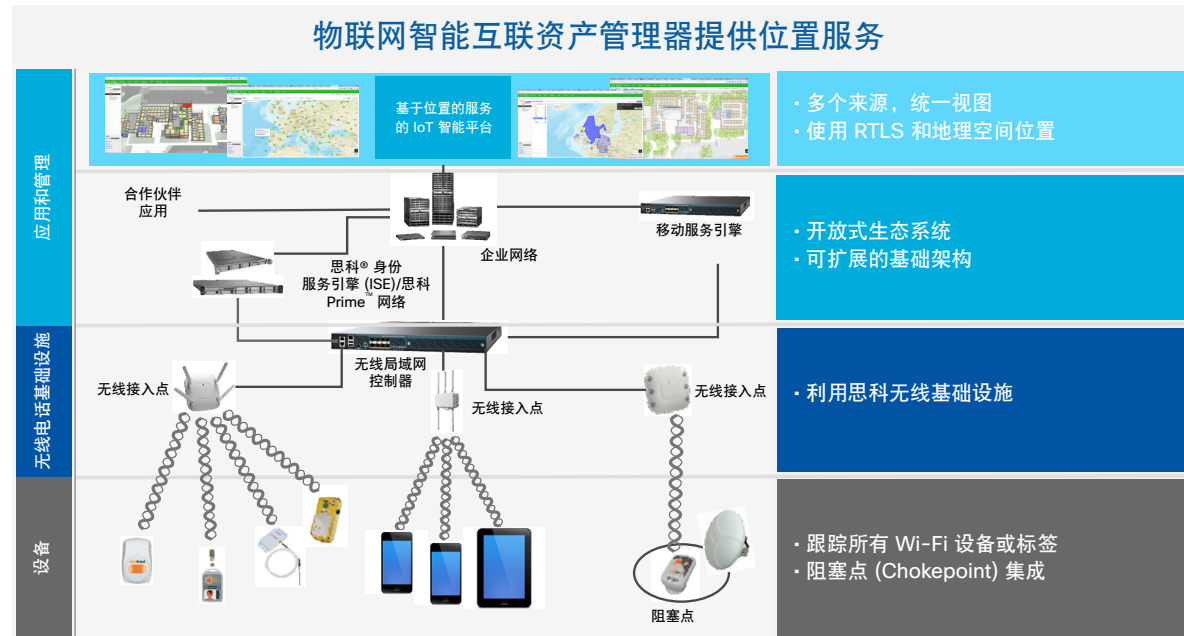 物联网智能互联资产管理器提供位置服务
应用和管理
基于位置的服务
的 IoT 智能平台
· 多个来源，统一视图
· 使用 RTLS 和地理空间位置
合作伙伴
应用
企业网络
移动服务引擎
思科® 身份
服务引擎 (ISE)/思科
Prime™ 网络
· 开放式生态系统
· 可扩展的基础架构
无线电话基础设施
无线局域网
控制器
无线接入点
无线接入点
无线接入点
· 利用思科无线基础设施
设备
阻塞点
· 跟踪所有 Wi-Fi 设备或标签
· 阻塞点 (Chokepoint) 集成